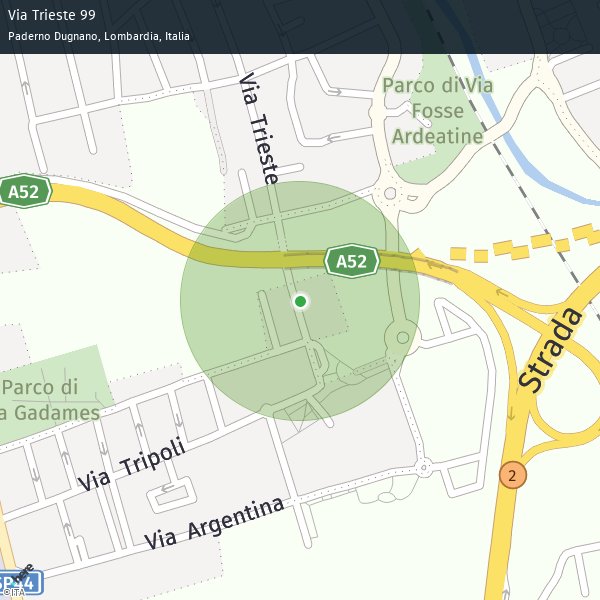 Via Trieste 99
Paderno Dugnano, Lombardia, Italia
Via Trieste
Parco di Via
Fosse
Ardeatine
A52
A52
Strada
Parco di
a Gadames
Via Tripoli
2
Via Argentina
SP44
here
©ITA